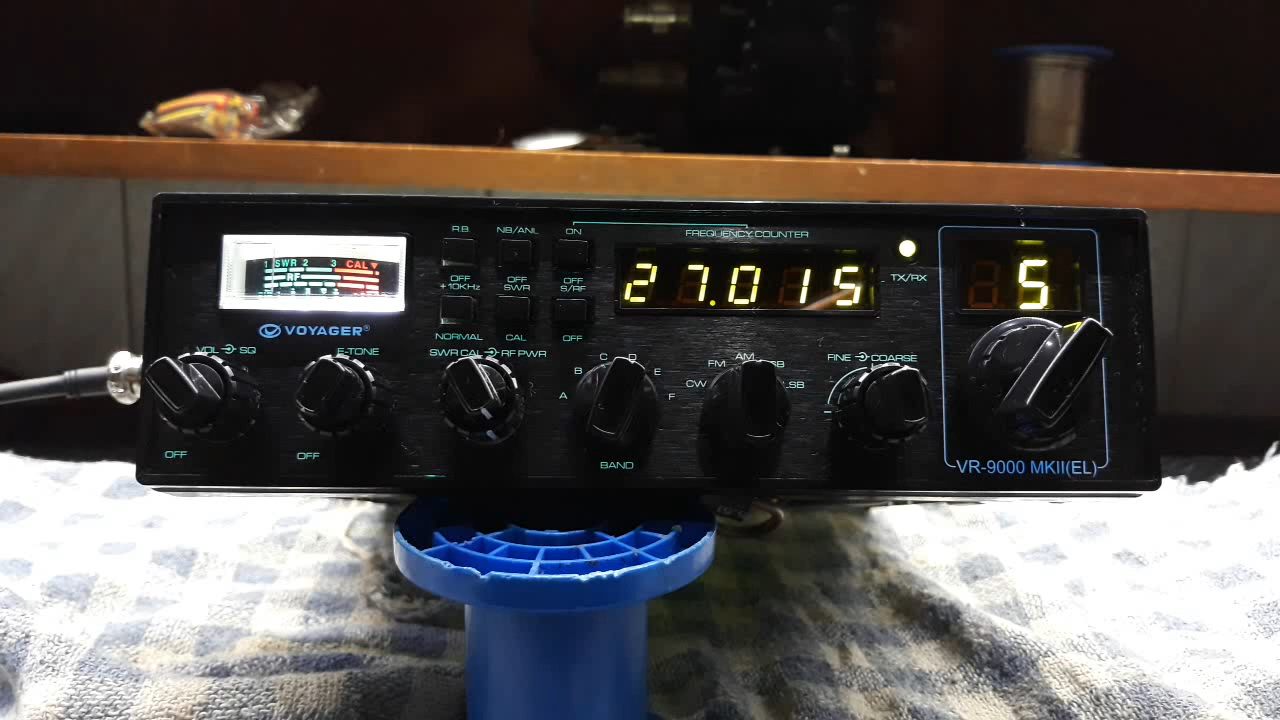 R.B. NB/ANL ON
FREQUENCY COUNTER
OFF OFF OFF
+10KHz SWR S/RF
NORMAL CAL OFF
1 SWR 2 3 CAL▼
RF
VOYAGER®
27.015
TX/RX
5
VOL SQ
E-TONE
SWR CAL RF PWR
A B C D E F
BAND
CW FM AM LSB
FINE COARSE
OFF
OFF
VR-9000 MKII(EL)